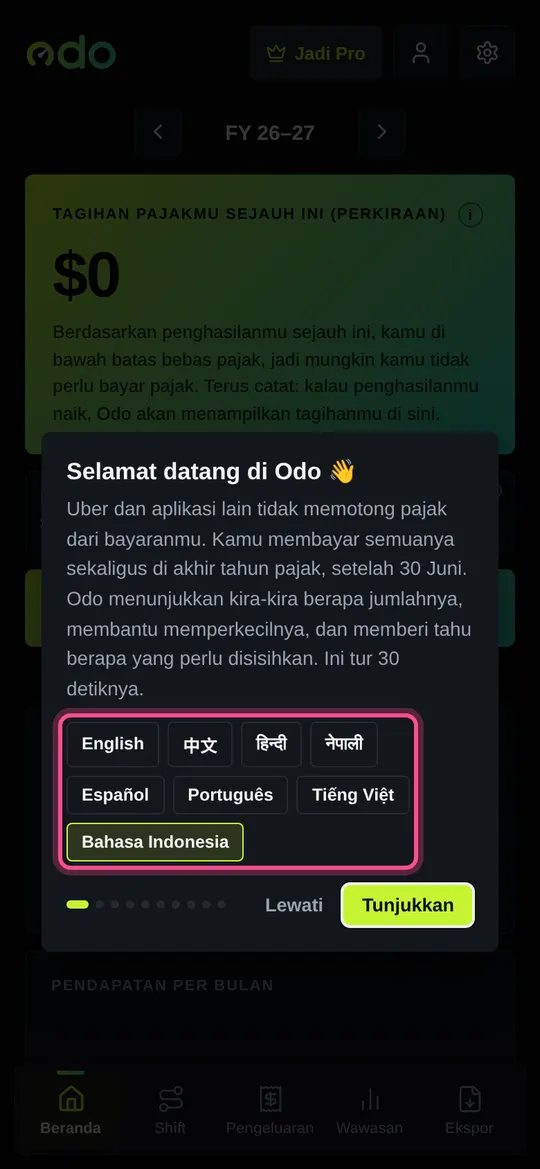 odo
Jadi Pro
FY 26–27
TAGIHAN PAJAKMU SEJAUH INI (PERKIRAAN)
i
$0
Berdasarkan penghasilanmu sejauh ini, kamu di
bawah batas bebas pajak, jadi mungkin kamu tidak
perlu bayar pajak. Terus catat: kalau penghasilanmu
naik, Odo akan menampilkan tagihanmu di sini.
Selamat datang di Odo 👋
Uber dan aplikasi lain tidak memotong pajak
dari bayaranmu. Kamu membayar semuanya
sekaligus di akhir tahun pajak, setelah 30 Juni.
Odo menunjukkan kira-kira berapa jumlahnya,
membantu memperkecilnya, dan memberi tahu
berapa yang perlu disisihkan. Ini tur 30
detiknya.
English 中文 हिन्दी नेपाली
Español Português Tiếng Việt
Bahasa Indonesia
Lewati Tunjukkan
PENDAPATAN PER BULAN
Beranda Shift Pengeluaran Wawasan Ekspor